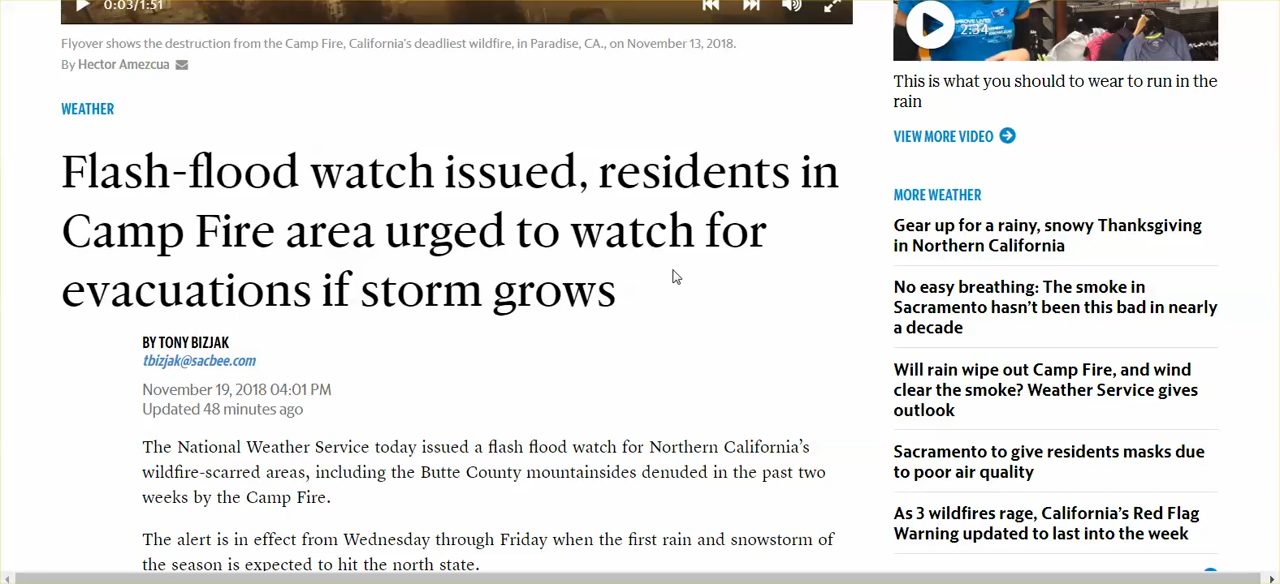 0:03/1:51
Flyover shows the destruction from the Camp Fire, California's deadliest wildfire, in Paradise, CA., on November 13, 2018.
By Hector Amezcua
WEATHER
Flash-flood watch issued, residents in
Camp Fire area urged to watch for
evacuations if storm grows
BY TONY BIZJAK
tbizjak@sacbee.com
November 19, 2018 04:01 PM
Updated 48 minutes ago
The National Weather Service today issued a flash flood watch for Northern California's
wildfire-scarred areas, including the Butte County mountainsides denuded in the past two
weeks by the Camp Fire.
The alert is in effect from Wednesday through Friday when the first rain and snowstorm of
the season is expected to hit the north state.
2:34
This is what you should to wear to run in the
rain
VIEW MORE VIDEO
MORE WEATHER
Gear up for a rainy, snowy Thanksgiving
in Northern California
No easy breathing: The smoke in
Sacramento hasn't been this bad in nearly
a decade
Will rain wipe out Camp Fire, and wind
clear the smoke? Weather Service gives
outlook
Sacramento to give residents masks due
to poor air quality
As 3 wildfires rage, California's Red Flag
Warning updated to last into the week